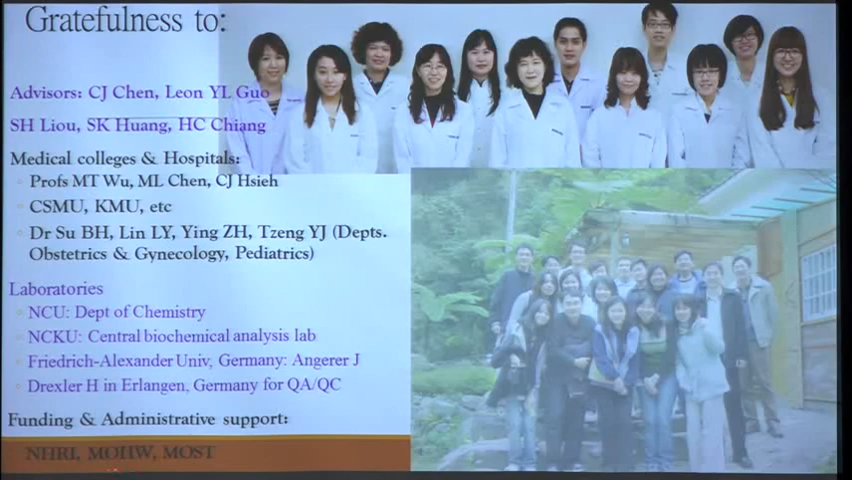 Gratefulness to:
Advisors: CJ Chen, Leon YL Guo
SH Liou, SK Huang, HC Chiang
Medical colleges & Hospitals:
Profs MT Wu, ML Chen, CJ Hsieh
CSMU, KMU, etc
Dr Su BH, Lin LY, Ying ZH, Tzeng YJ (Depts.
Obstetrics & Gynecology, Pediatrics)
Laboratories
NCU: Dept of Chemistry
NCKU: Central biochemical analysis lab
Friedrich-Alexander Univ, Germany: Angerer J
Drexler H in Erlangen, Germany for QA/QC
Funding & Administrative support:
NHRI, MOHW, MOST